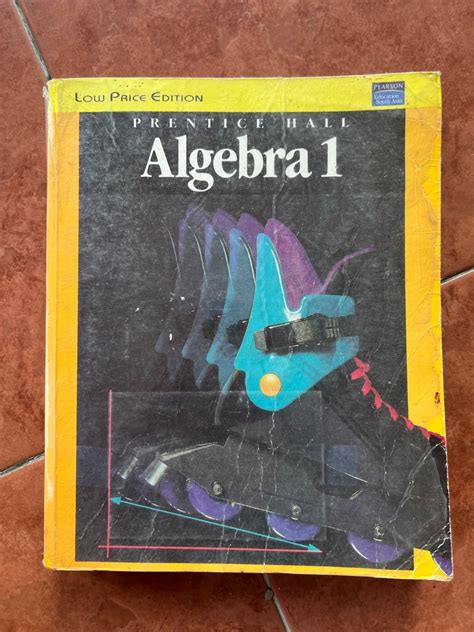 LOW PRICE EDITION
PEARSON
Education
South Asia
PRENTICE HALL
Algebra 1